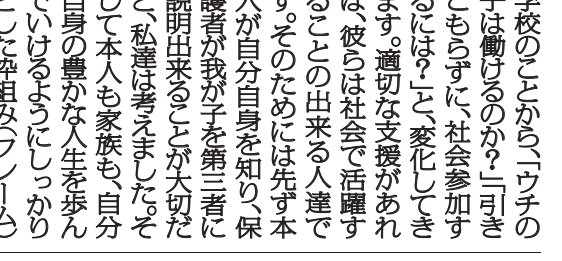 学校のことから、「ウチの
子は働けるのか?」「引き
こもらずに、社会参加す
るには?」と、変化してき
ます。適切な支援があれ
ば、彼らは社会で活躍す
ることの出来る人達で
す。そのためには先ず本
人が自分自身を知り、保
護者が我が子を第三者に
説明出来ることが大切だ
と、私達は考えました。そ
して本人も家族も、自分
自身の豊かな人生を歩ん
でいけるようにしっかり
とした枠組み(フレーム)